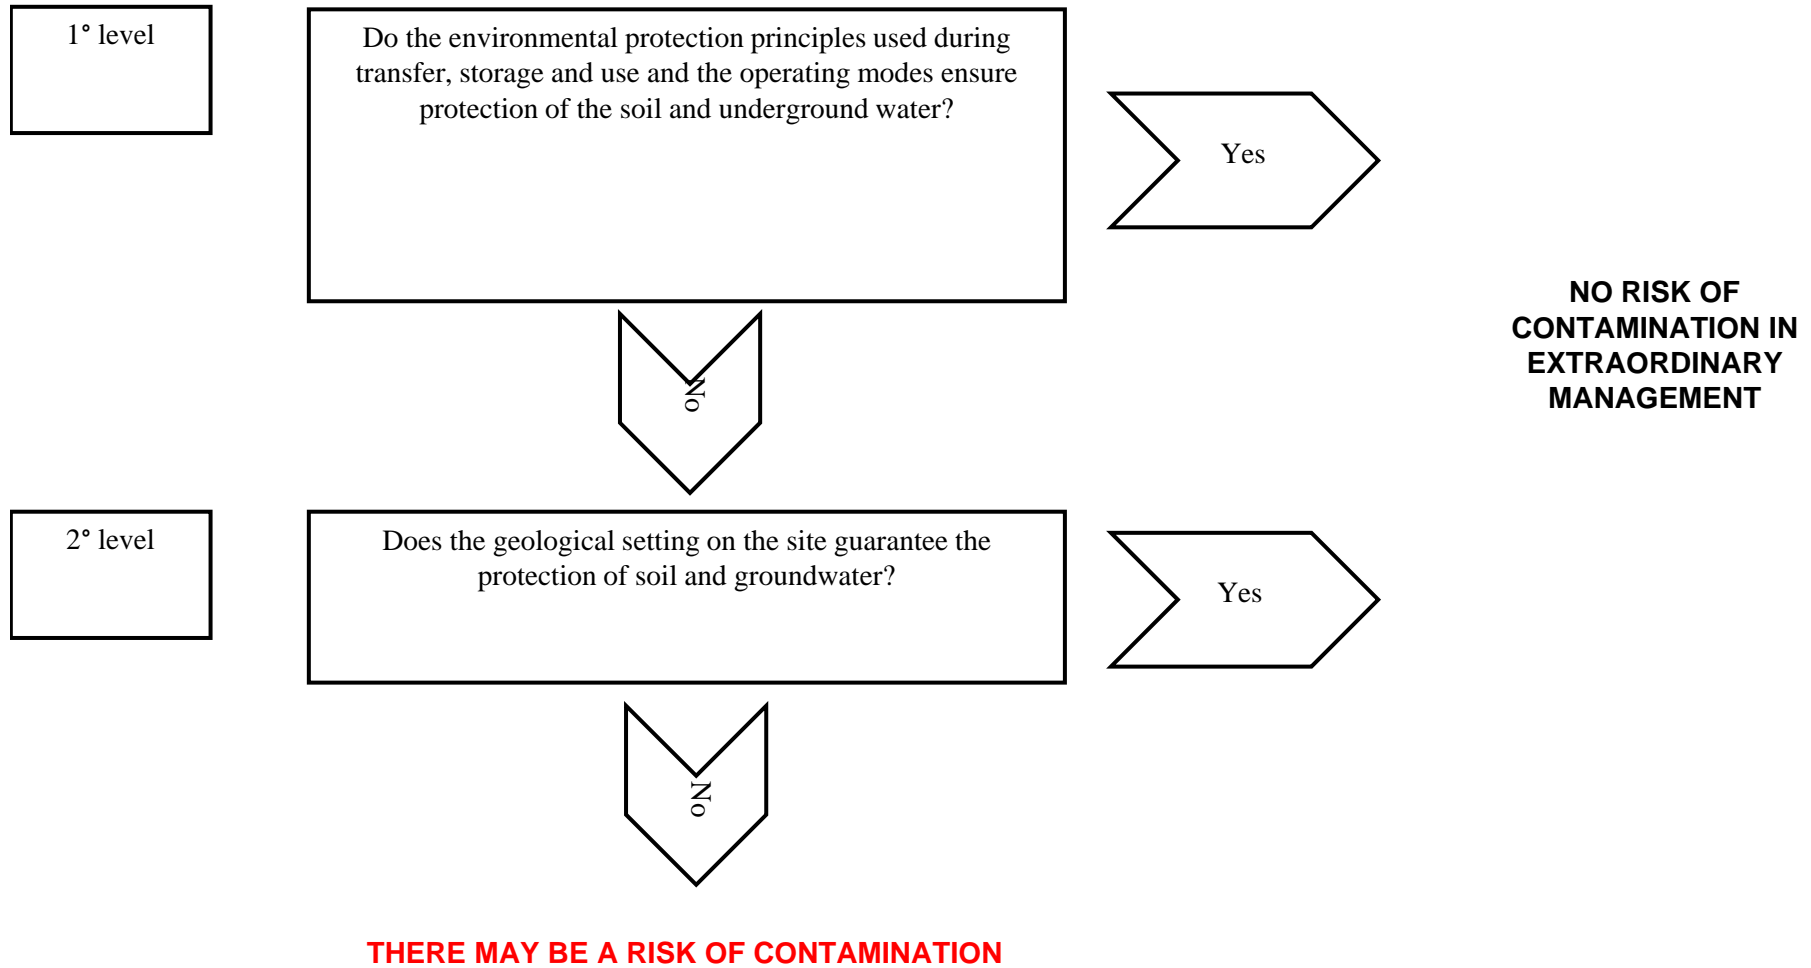 1° level
Do the environmental protection principles used during
transfer, storage and use and the operating modes ensure
protection of the soil and underground water?
Yes
NO RISK OF
CONTAMINATION IN
EXTRAORDINARY
MANAGEMENT
No
2° level
Does the geological setting on the site guarantee the
protection of soil and groundwater?
Yes
No
THERE MAY BE A RISK OF CONTAMINATION